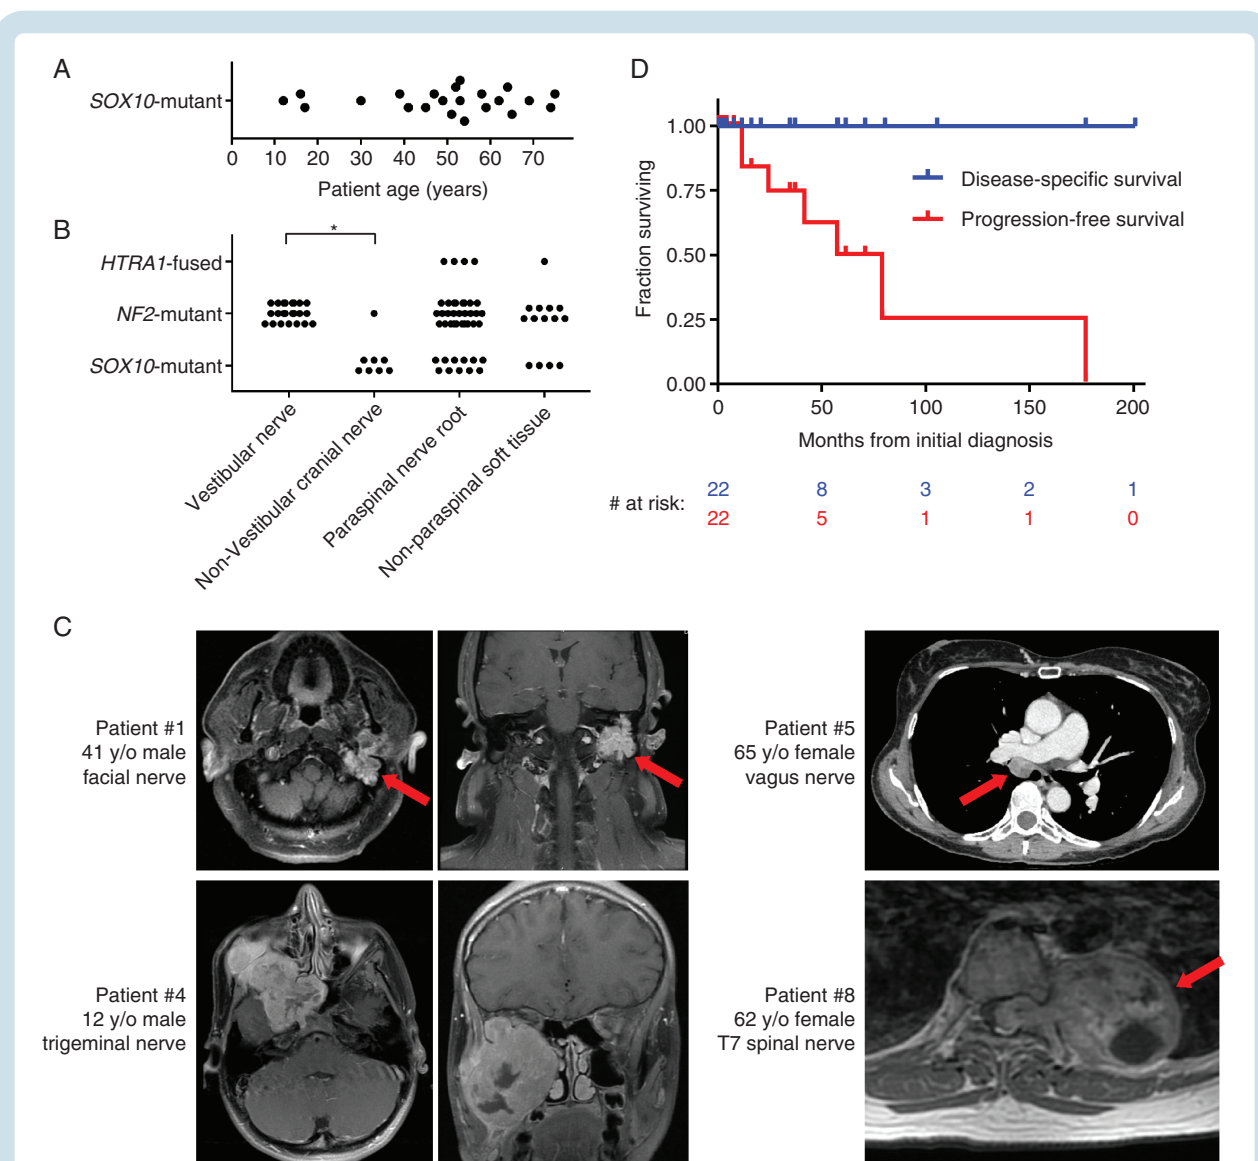 A
SOX10-mutant
0 10 20 30 40 50 60 70
Patient age (years)
B
*
HTRA1-fused
NF2-mutant
SOX10-mutant
Vestibular nerve
Non-Vestibular cranial nerve
Paraspinal nerve root
Non-paraspinal soft tissue
D
1.00
0.75
0.50
0.25
0.00
Fraction surviving
Disease-specific survival
Progression-free survival
0 50 100 150 200
Months from initial diagnosis
# at risk:
22 8 3 2 1
22 5 1 1 0
C
Patient #1
41 y/o male
facial nerve
Patient #5
65 y/o female
vagus nerve
Patient #4
12 y/o male
trigeminal nerve
Patient #8
62 y/o female
T7 spinal nerve